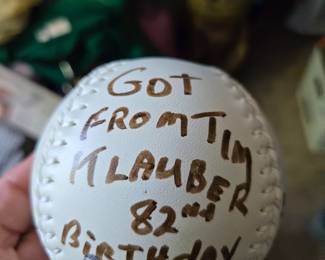 GOT
FROM TIM
KLAUBER
82nd
BIRTHDAY